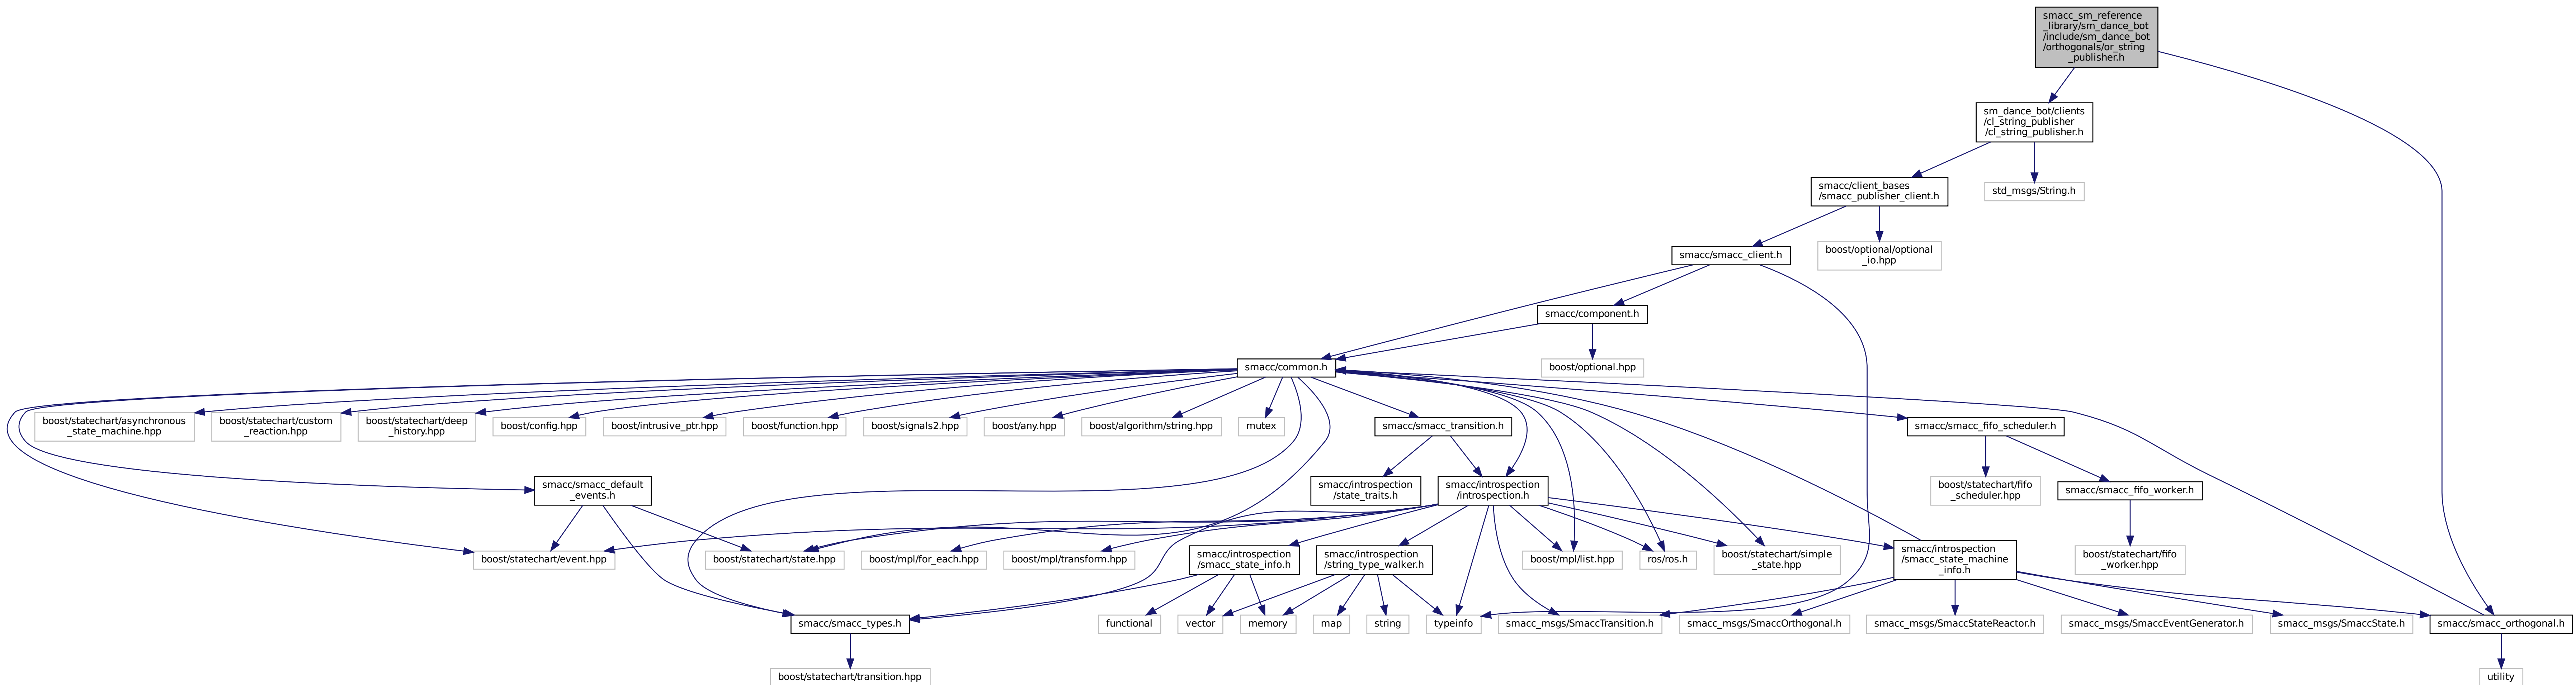 smacc_sm_reference
_library/sm_dance_bot
/include/sm_dance_bot
/orthogonals/or_string
_publisher.h
sm_dance_bot/clients
/cl_string_publisher
/cl_string_publisher.h
smacc/client_bases
/smacc_publisher_client.h
std_msgs/String.h
smacc/smacc_client.h
boost/optional/optional
_io.hpp
smacc/component.h
smacc/common.h
boost/optional.hpp
boost/statechart/asynchronous
_state_machine.hpp
boost/statechart/custom
_reaction.hpp
boost/statechart/deep
_history.hpp
boost/config.hpp
boost/intrusive_ptr.hpp
boost/function.hpp
boost/signals2.hpp
boost/any.hpp
boost/algorithm/string.hpp
mutex
smacc/smacc_transition.h
smacc/smacc_fifo_scheduler.h
smacc/smacc_default
_events.h
smacc/introspection
/state_traits.h
smacc/introspection
/introspection.h
boost/statechart/fifo
_scheduler.hpp
smacc/smacc_fifo_worker.h
boost/statechart/event.hpp
boost/statechart/state.hpp
boost/mpl/for_each.hpp
boost/mpl/transform.hpp
smacc/introspection
/smacc_state_info.h
smacc/introspection
/string_type_walker.h
boost/mpl/list.hpp
ros/ros.h
boost/statechart/simple
_state.hpp
smacc/introspection
/smacc_state_machine
_info.h
boost/statechart/fifo
_worker.hpp
smacc/smacc_types.h
functional
vector
memory
map
string
typeinfo
smacc_msgs/SmaccTransition.h
smacc_msgs/SmaccOrthogonal.h
smacc_msgs/SmaccStateReactor.h
smacc_msgs/SmaccEventGenerator.h
smacc_msgs/SmaccState.h
smacc/smacc_orthogonal.h
boost/statechart/transition.hpp
utility